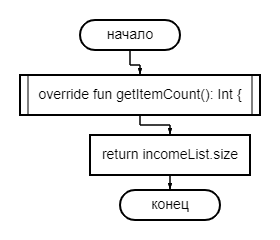 начало
override fun getItemCount(): Int {
return incomeList.size
конец